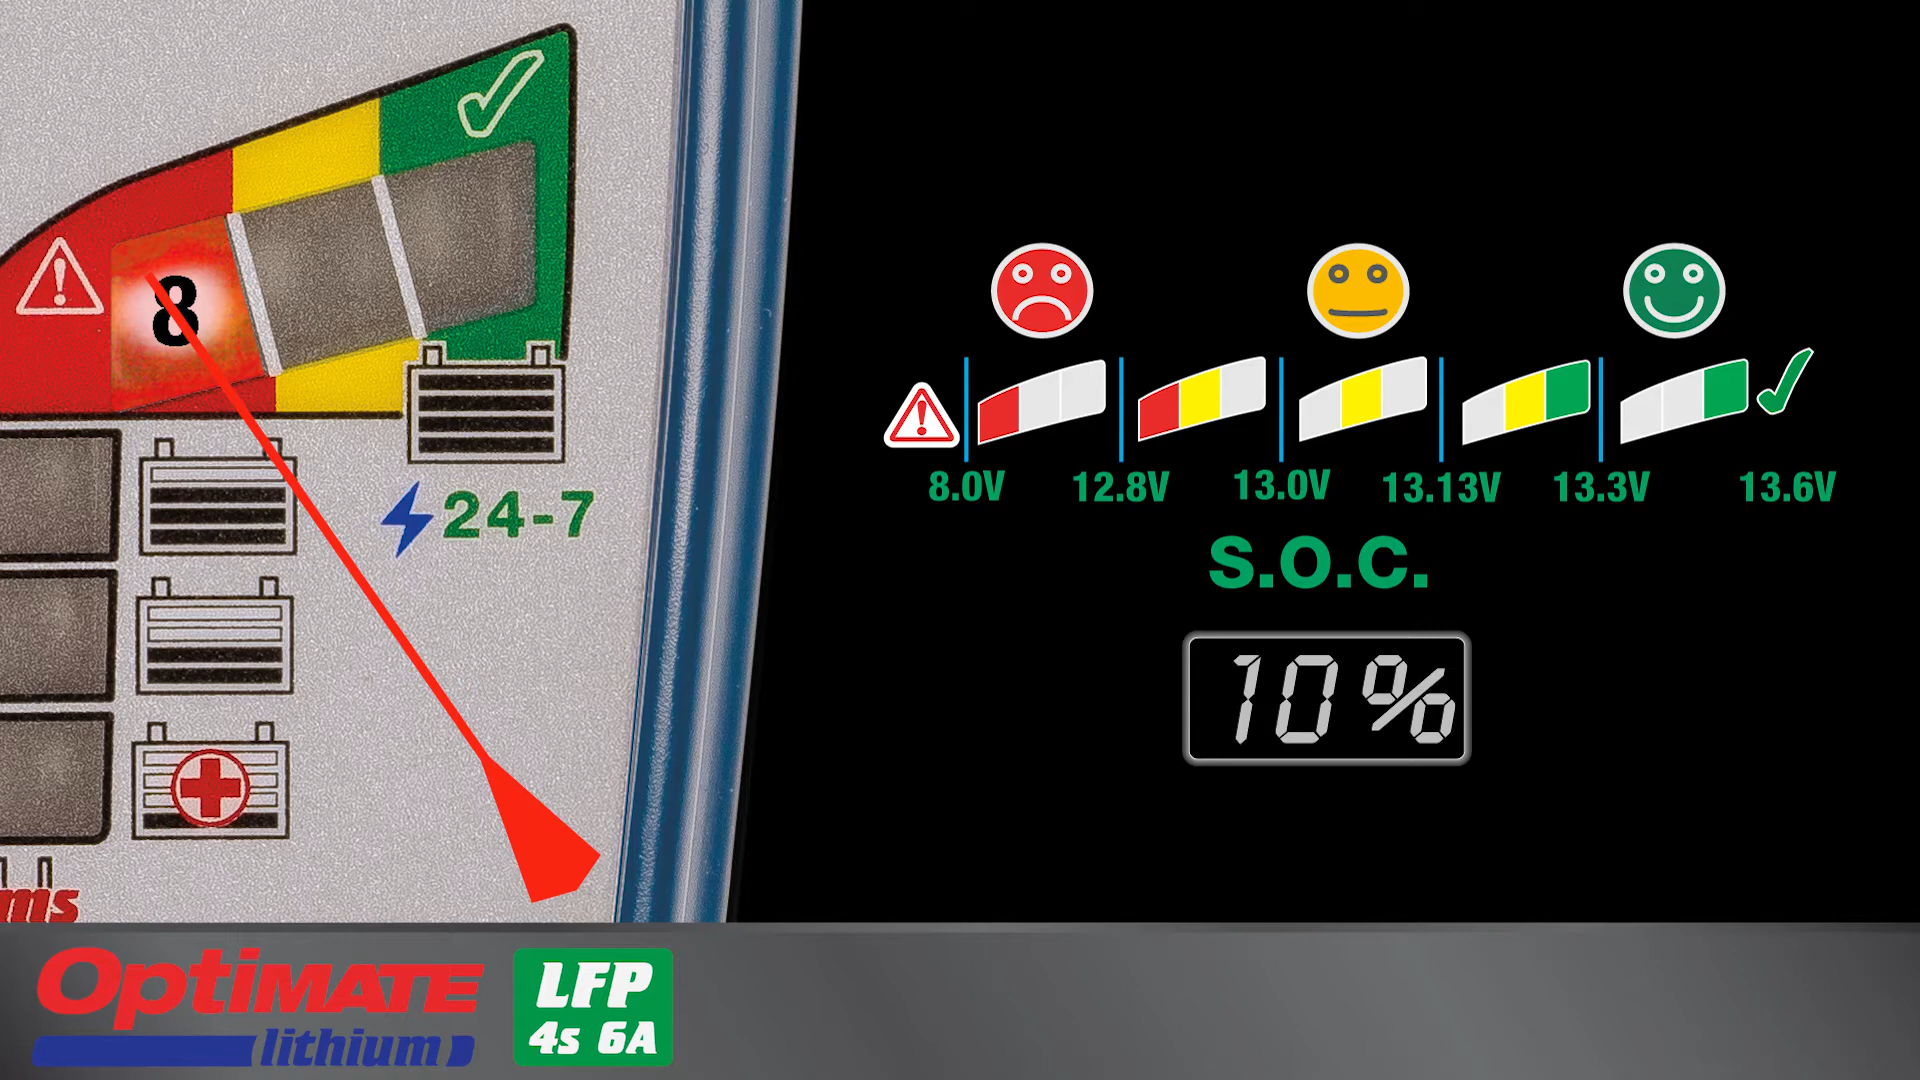 8
24-7
ms
8.0V 12.8V 13.0V 13.13V 13.3V 13.6V
S.O.C.
10%
OptiMATE
lithium
LFP
4s 6A